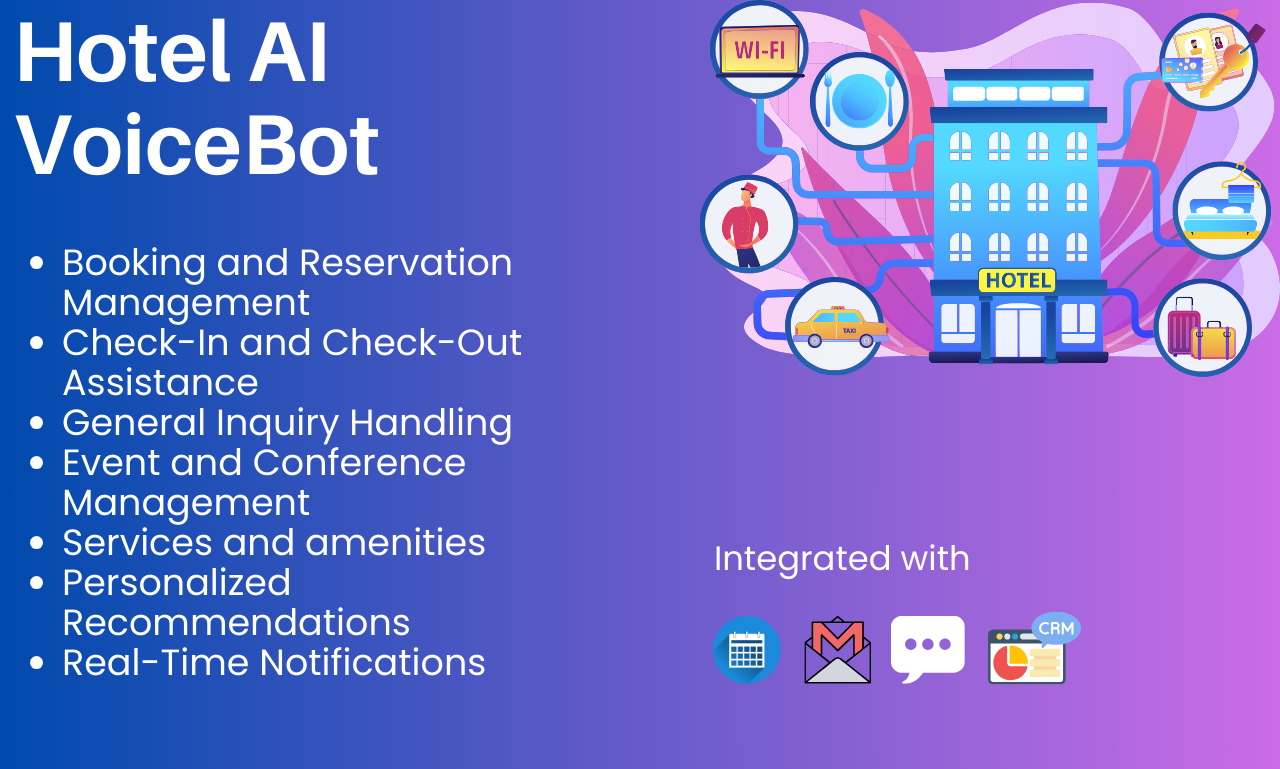 Hotel AI
VoiceBot
• Booking and Reservation
Management
• Check-In and Check-Out
Assistance
• General Inquiry Handling
• Event and Conference
Management
• Services and amenities
• Personalized
Recommendations
• Real-Time Notifications
WI-FI
HOTEL
TAXI
Integrated with
CRM